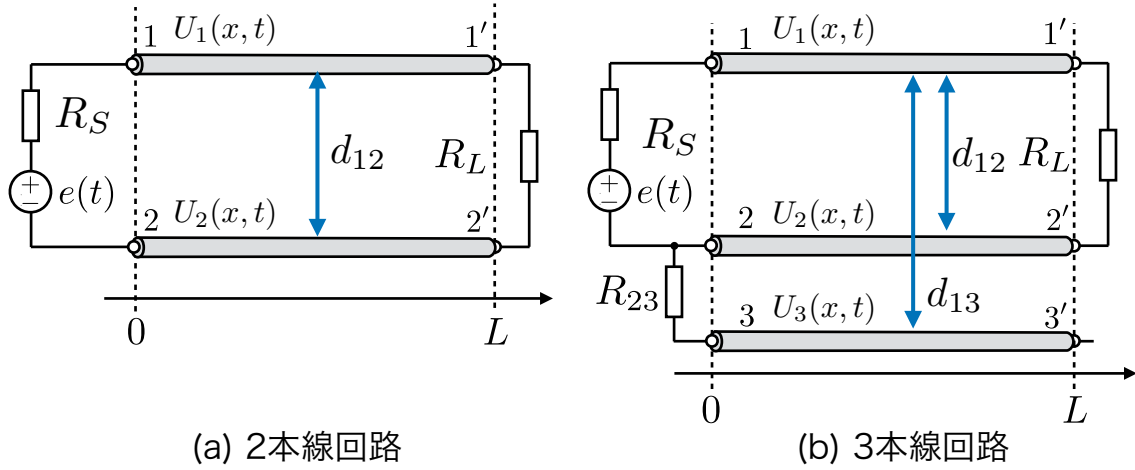 1 U₁(x, t) 1′
R_S
e(t)
d₁₂
R_L
2 U₂(x, t) 2′
0 L
(a) 2本線回路
1 U₁(x, t) 1′
R_S
e(t)
d₁₂ R_L
2 U₂(x, t) 2′
R₂₃
d₁₃
3 U₃(x, t) 3′
0 L
(b) 3本線回路